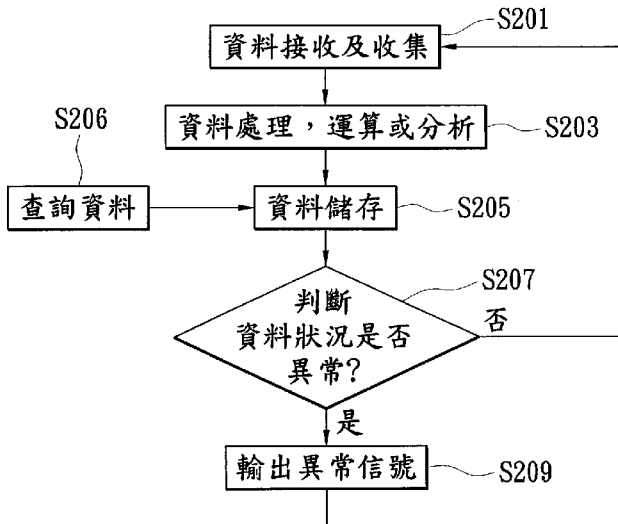 S201
資料接收及收集
資料處理，運算或分析
S203
S206
查詢資料
資料儲存
S205
S207
判斷
資料狀況是否
異常?
否
是
輸出異常信號
S209